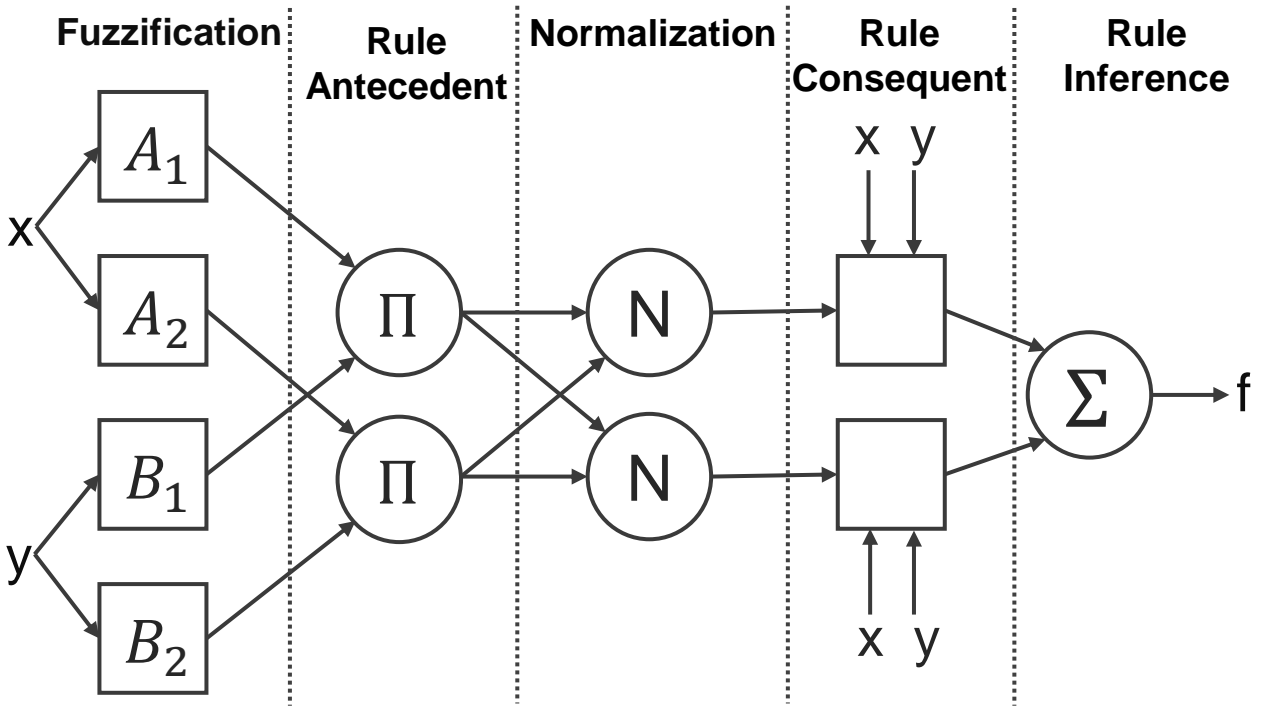 Fuzzification
Rule
Antecedent
Normalization
Rule
Consequent
Rule
Inference
x
y
A₁
A₂
B₁
B₂
Π
Π
N
N
x y
x y
Σ
f